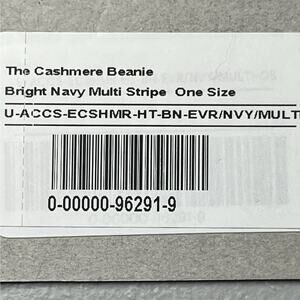 The Cashmere Beanie
Bright Navy Multi Stripe One Size
U-ACCS-ECSHMR-HT-BN-EVR/NVY/MULT
0-00000-96291-9